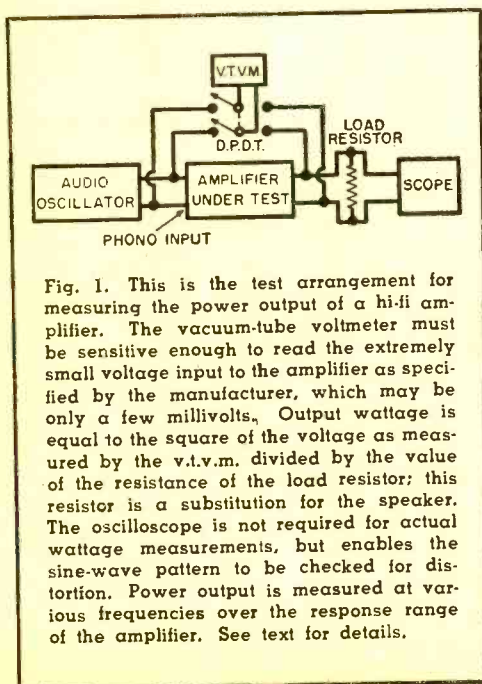 V.T.V.M.
D.P.D.T.
LOAD
RESISTOR
AUDIO
OSCILLATOR
AMPLIFIER
UNDER TEST
SCOPE
PHONO INPUT
Fig. 1. This is the test arrangement for
measuring the power output of a hi-fi am-
plifier. The vacuum-tube voltmeter must
be sensitive enough to read the extremely
small voltage input to the amplifier as speci-
fied by the manufacturer, which may be
only a few millivolts. Output wattage is
equal to the square of the voltage as meas-
ured by the v.t.v.m. divided by the value
of the resistance of the load resistor; this
resistor is a substitution for the speaker.
The oscilloscope is not required for actual
wattage measurements, but enables the
sine-wave pattern to be checked for dis-
tortion. Power output is measured at var-
ious frequencies over the response range
of the amplifier. See text for details.